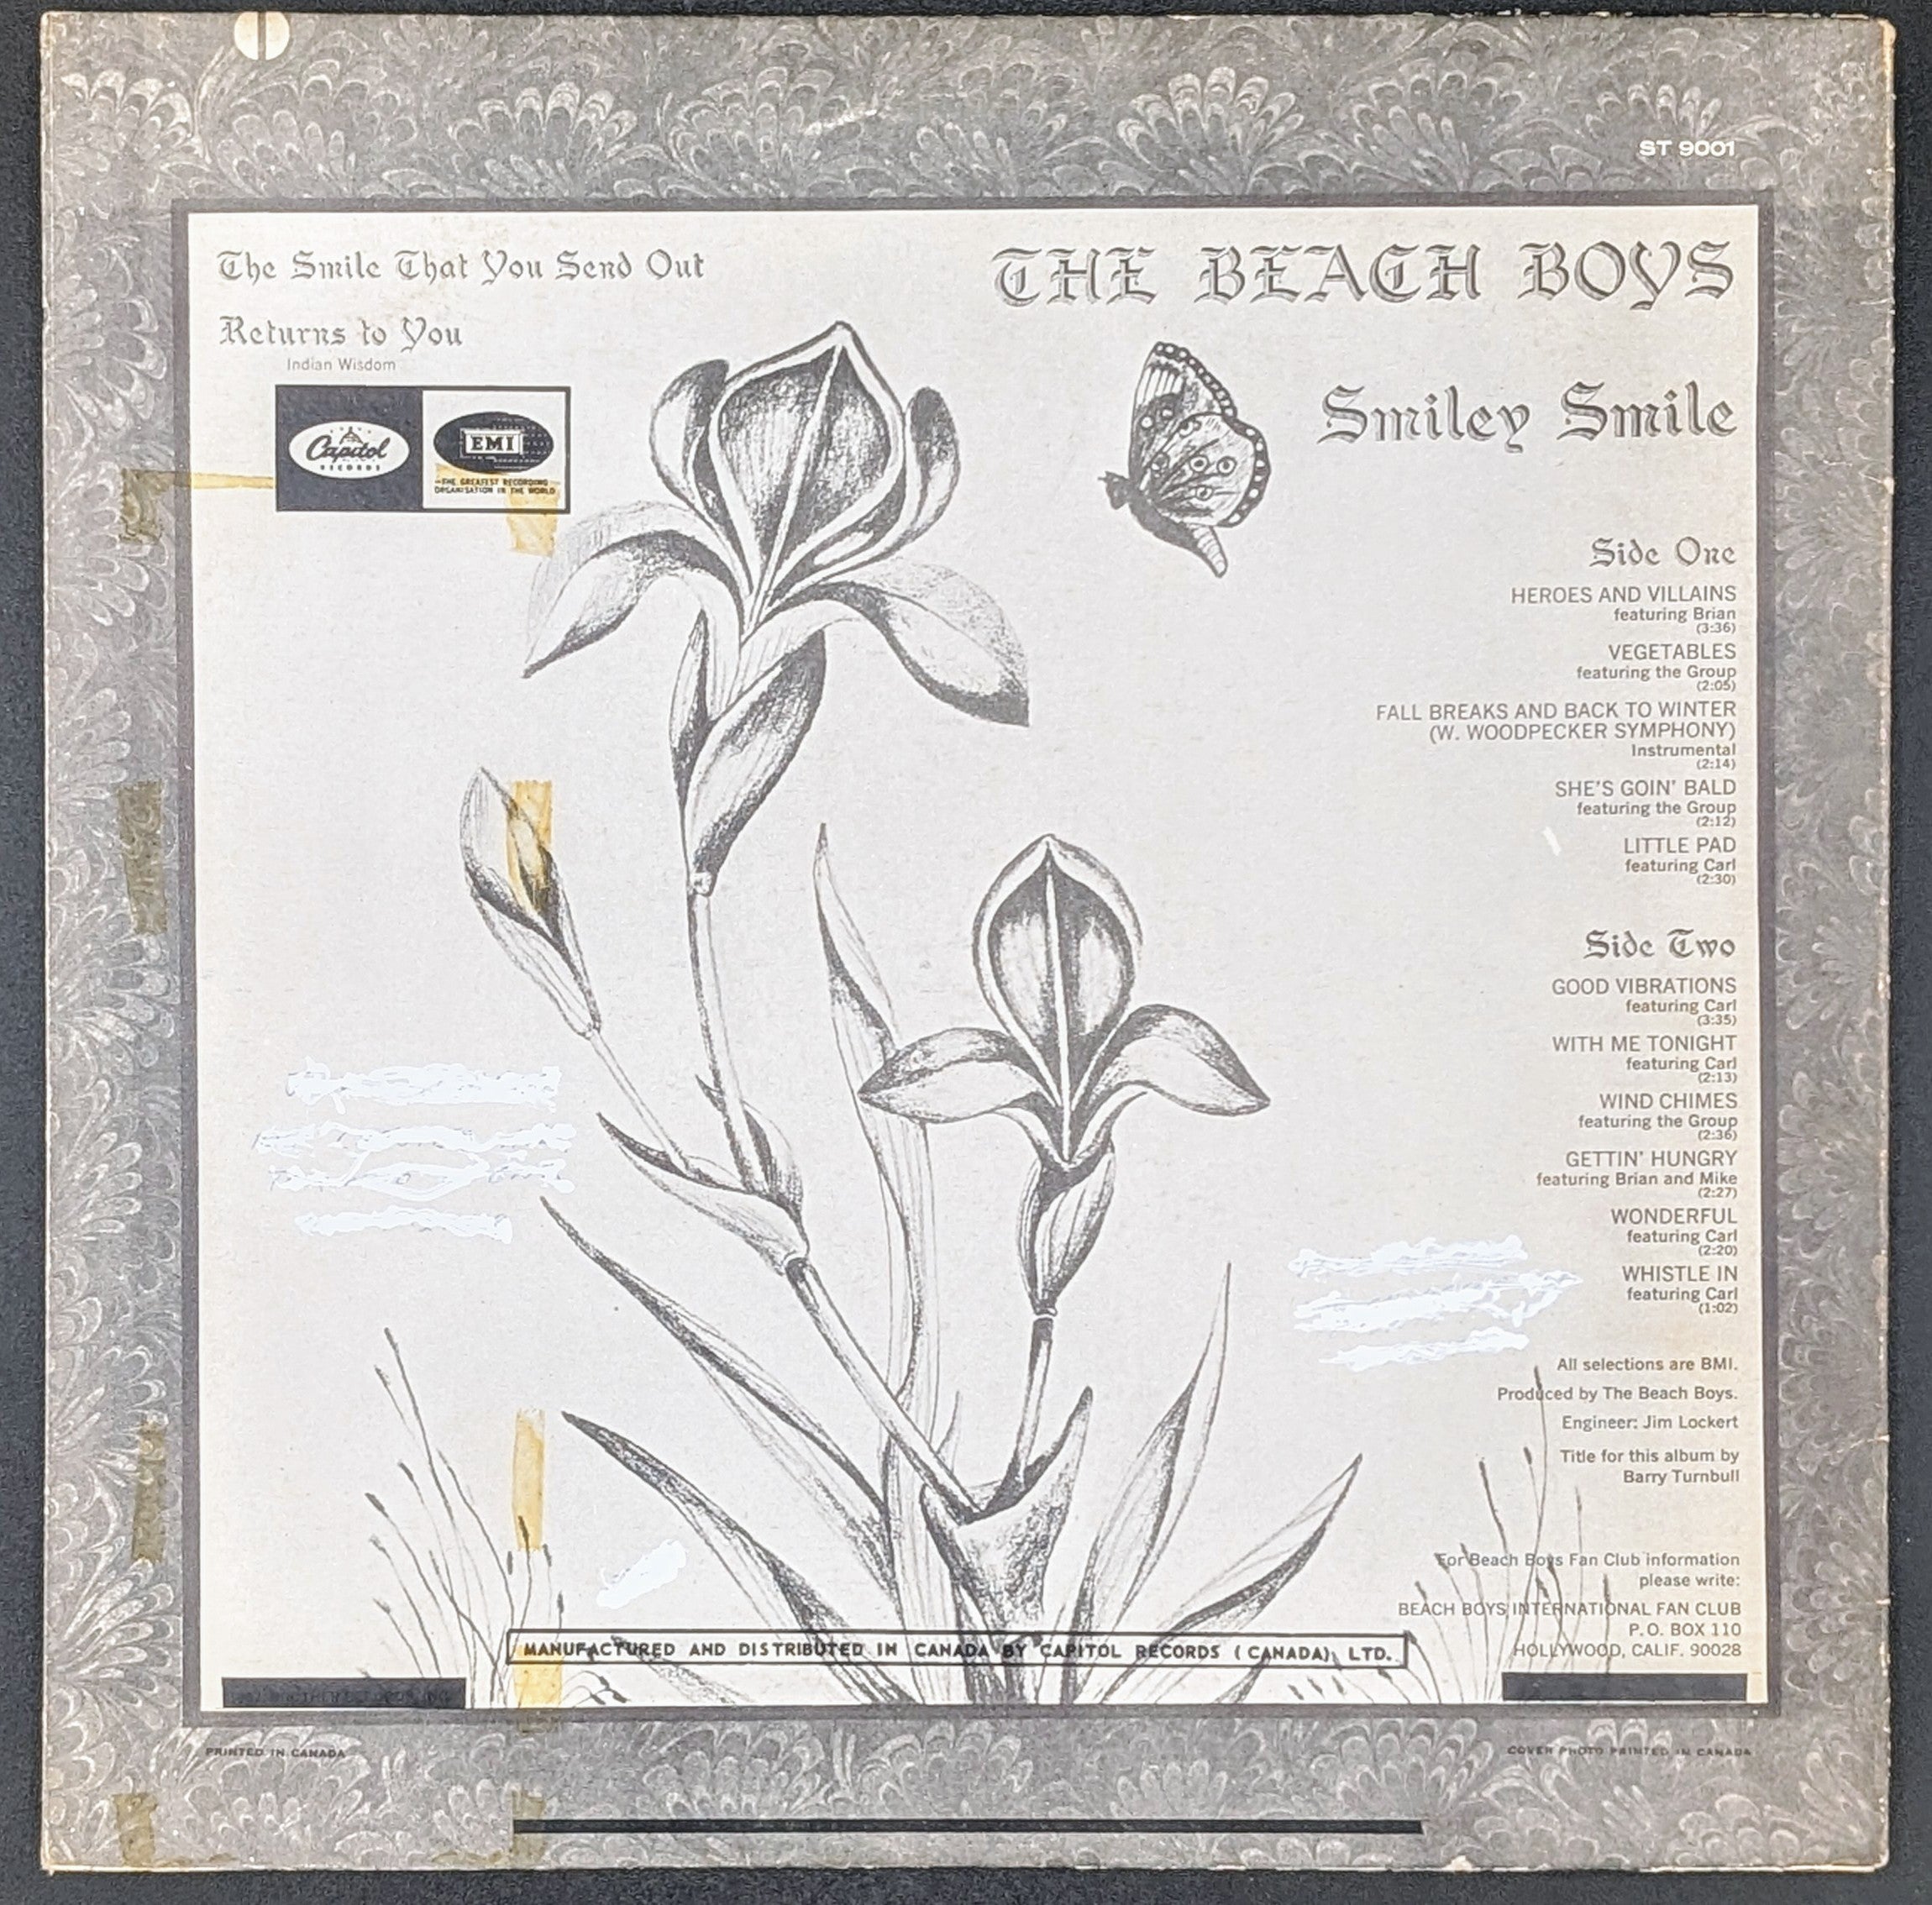 ST 9001
The Smile That You Send Out
Returns to You
Indian Wisdom
Capitol
RECORDS
EMI
THE GREATEST RECORDING
ORGANISATION IN THE WORLD
THE BEACH BOYS
Smiley Smile
Side One
HEROES AND VILLAINS
featuring Brian
(3:36)
VEGETABLES
featuring the Group
(2:05)
FALL BREAKS AND BACK TO WINTER
(W. WOODPECKER SYMPHONY)
Instrumental
(2:14)
SHE'S GOIN' BALD
featuring the Group
(2:12)
LITTLE PAD
featuring Carl
(2:30)
Side Two
GOOD VIBRATIONS
featuring Carl
(3:35)
WITH ME TONIGHT
featuring Carl
(2:13)
WIND CHIMES
featuring the Group
(2:36)
GETTIN' HUNGRY
featuring Brian and Mike
(2:27)
WONDERFUL
featuring Carl
(2:20)
WHISTLE IN
featuring Carl
(1:02)
All selections are BMI.
Produced by The Beach Boys.
Engineer: Jim Lockert
Title for this album by
Barry Turnbull
For Beach Boys Fan Club information
please write:
BEACH BOYS INTERNATIONAL FAN CLUB
P.O. BOX 110
HOLLYWOOD, CALIF. 90028
MANUFACTURED AND DISTRIBUTED IN CANADA BY CAPITOL RECORDS (CANADA), LTD.
PRINTED IN CANADA
COVER PHOTO PRINTED IN CANADA